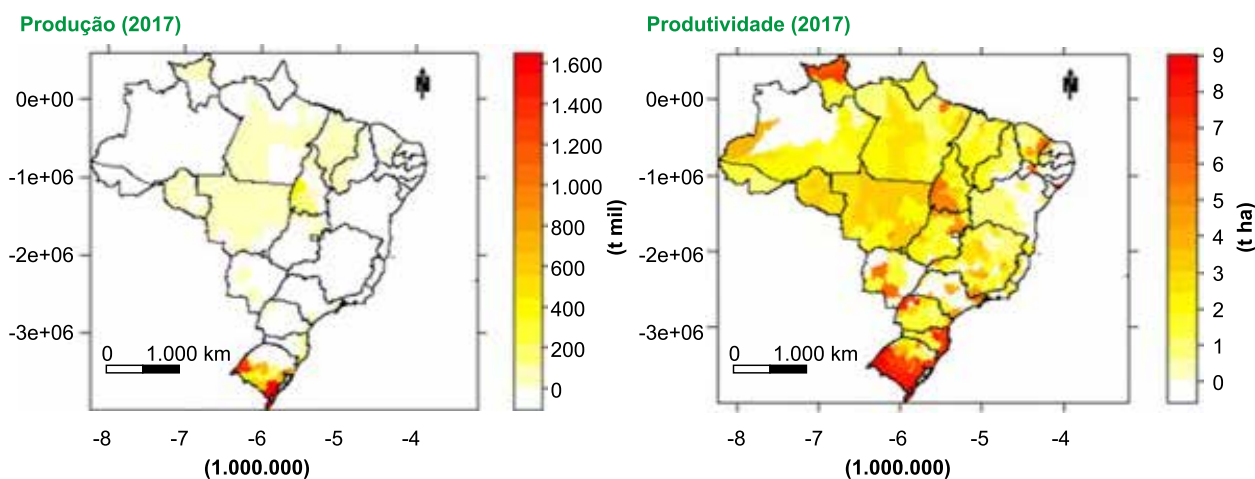 Produção (2017)
N
0e+00
-1e+06
-2e+06
-3e+06
0 1.000 km
-8 -7 -6 -5 -4
(1.000.000)
1.600
1.400
1.200
1.000
800
600
400
200
0
(t mil)
Produtividade (2017)
N
0e+00
-1e+06
-2e+06
-3e+06
0 1.000 km
-8 -7 -6 -5 -4
(1.000.000)
9
8
7
6
5
4
3
2
1
0
(t ha)